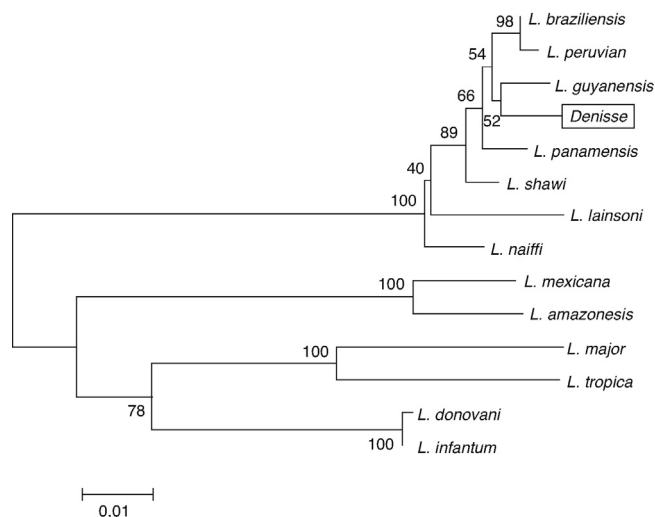 98 L. braziliensis
54 L. peruvian
L. guyanensis
66
52 Denisse
89
L. panamensis
40
L. shawi
100
L. lainsoni
L. naiffi
100 L. mexicana
L. amazonesis
100 L. major
L. tropica
78 L. donovani
100 L. infantum
0.01